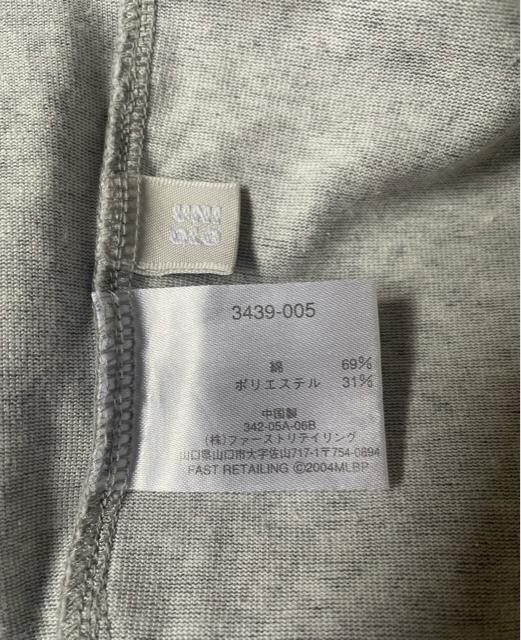 3439-005
綿 69%
ポリエステル 31%
中国製
342-05A-06B
(株)ファーストリテイリング
山口県山口市大字佐山717-1〒754-0894
FAST RETAILING ©2004MLBP